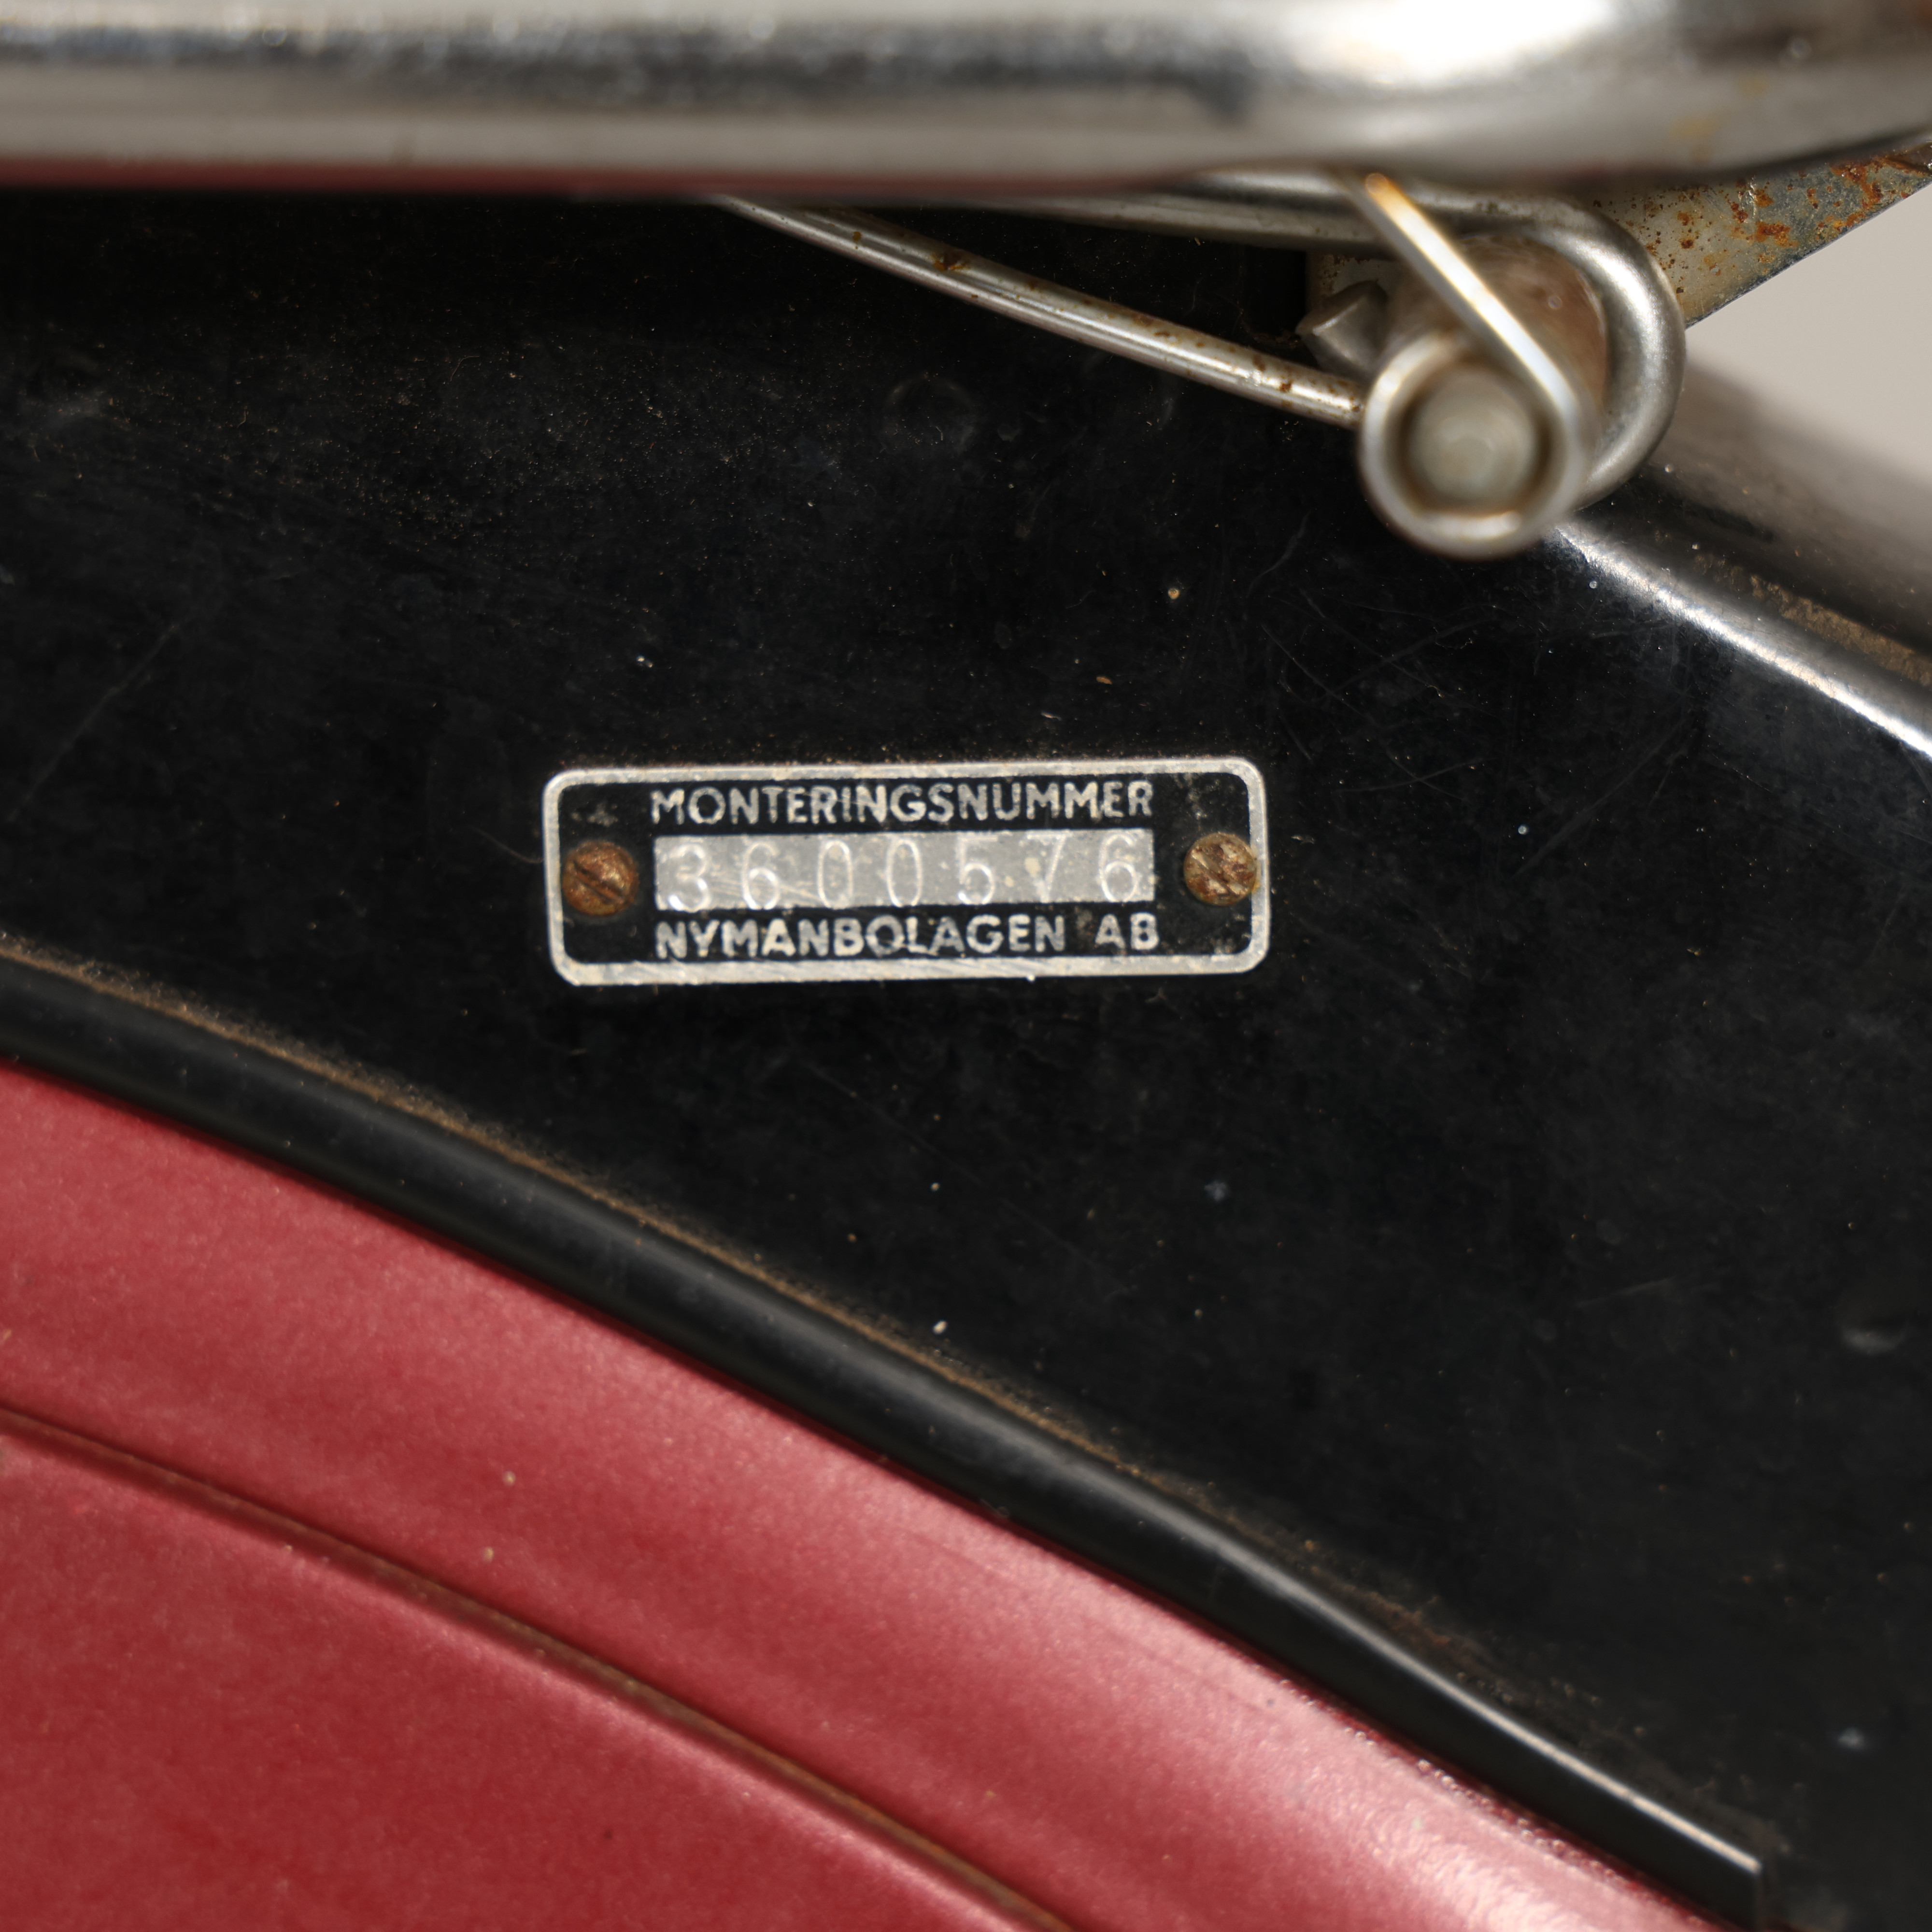 MONTERINGSNUMMER
3600576
NYMANBOLAGEN AB